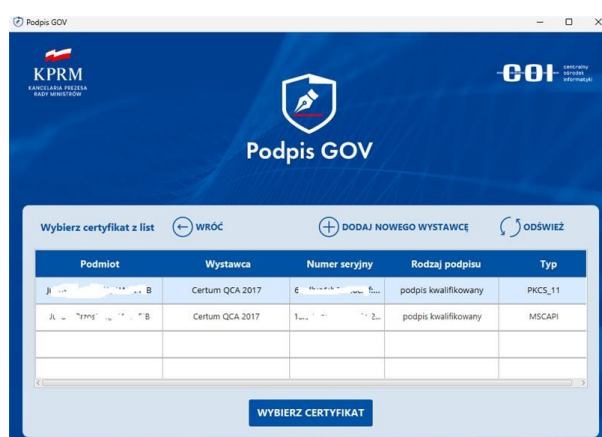 Podpis GOV
KPRM
KANCELARIA PREZESA
RADY MINISTRÓW
COI
centralny
ośrodek
informatyki
Podpis GOV
Wybierz certyfikat z list
WRÓĆ
DODAJ NOWEGO WYSTAWCĘ
ODŚWIEŻ
Podmiot Wystawca Numer seryjny Rodzaj podpisu Typ
Certum QCA 2017 podpis kwalifikowany PKCS_11
Certum QCA 2017 podpis kwalifikowany MSCAPI
WYBIERZ CERTYFIKAT